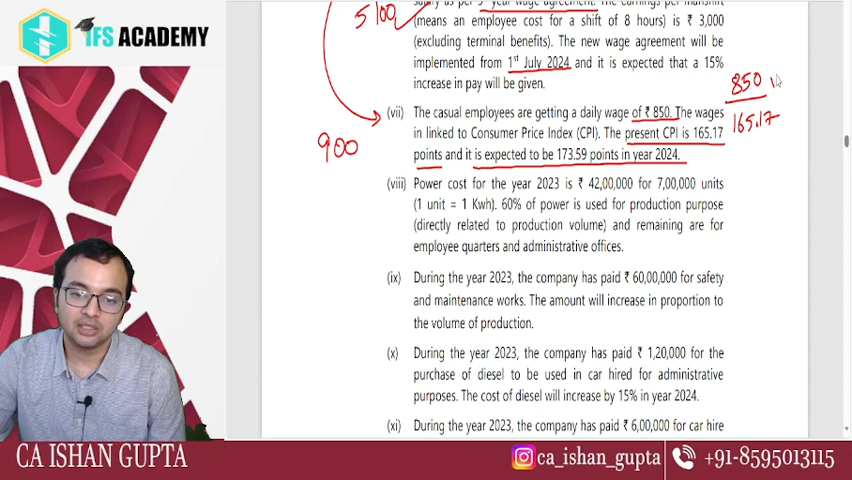 salary as per 5 year wage agreement. The earnings per manshift
5100
(means an employee cost for a shift of 8 hours) is ₹ 3,000
(excluding terminal benefits). The new wage agreement will be
implemented from 1st July 2024 and it is expected that a 15%
increase in pay will be given.
IFS ACADEMY
850
165.17
(vii) The casual employees are getting a daily wage of ₹ 850. The wages
in linked to Consumer Price Index (CPI). The present CPI is 165.17
points and it is expected to be 173.59 points in year 2024.
900
(viii) Power cost for the year 2023 is ₹ 42,00,000 for 7,00,000 units
(1 unit = 1 Kwh). 60% of power is used for production purpose
(directly related to production volume) and remaining are for
employee quarters and administrative offices.
(ix) During the year 2023, the company has paid ₹ 60,00,000 for safety
and maintenance works. The amount will increase in proportion to
the volume of production.
(x) During the year 2023, the company has paid ₹ 1,20,000 for the
purchase of diesel to be used in car hired for administrative
purposes. The cost of diesel will increase by 15% in year 2024.
(xi) During the year 2023, the company has paid ₹ 6,00,000 for car hire
CA ISHAN GUPTA
ca_ishan_gupta
+91-8595013115